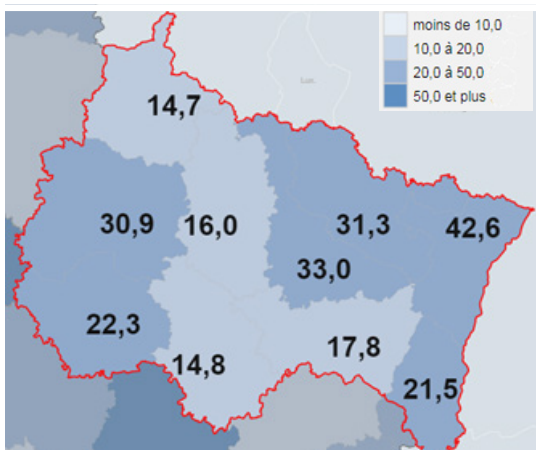 moins de 10,0
10,0 à 20,0
20,0 à 50,0
50,0 et plus
Lux.
14,7
30,9
16,0
31,3
42,6
33,0
22,3
14,8
17,8
21,5